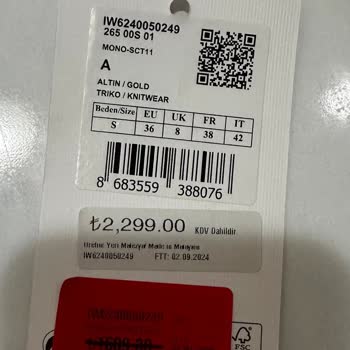 IW6240050249
265 00S 01
MONO-SCT11
A
ALTIN / GOLD
TRIKO / KNITWEAR
Beden/Size EU UK FR IT
S 36 8 38 42
8 683559 388076
₺2,299.00 KDV Dahildir
Üretim Yeri Malezya/ Made in Malaysia
IW6240050249 FTT: 02.09.2024
IW6240050249
FSC